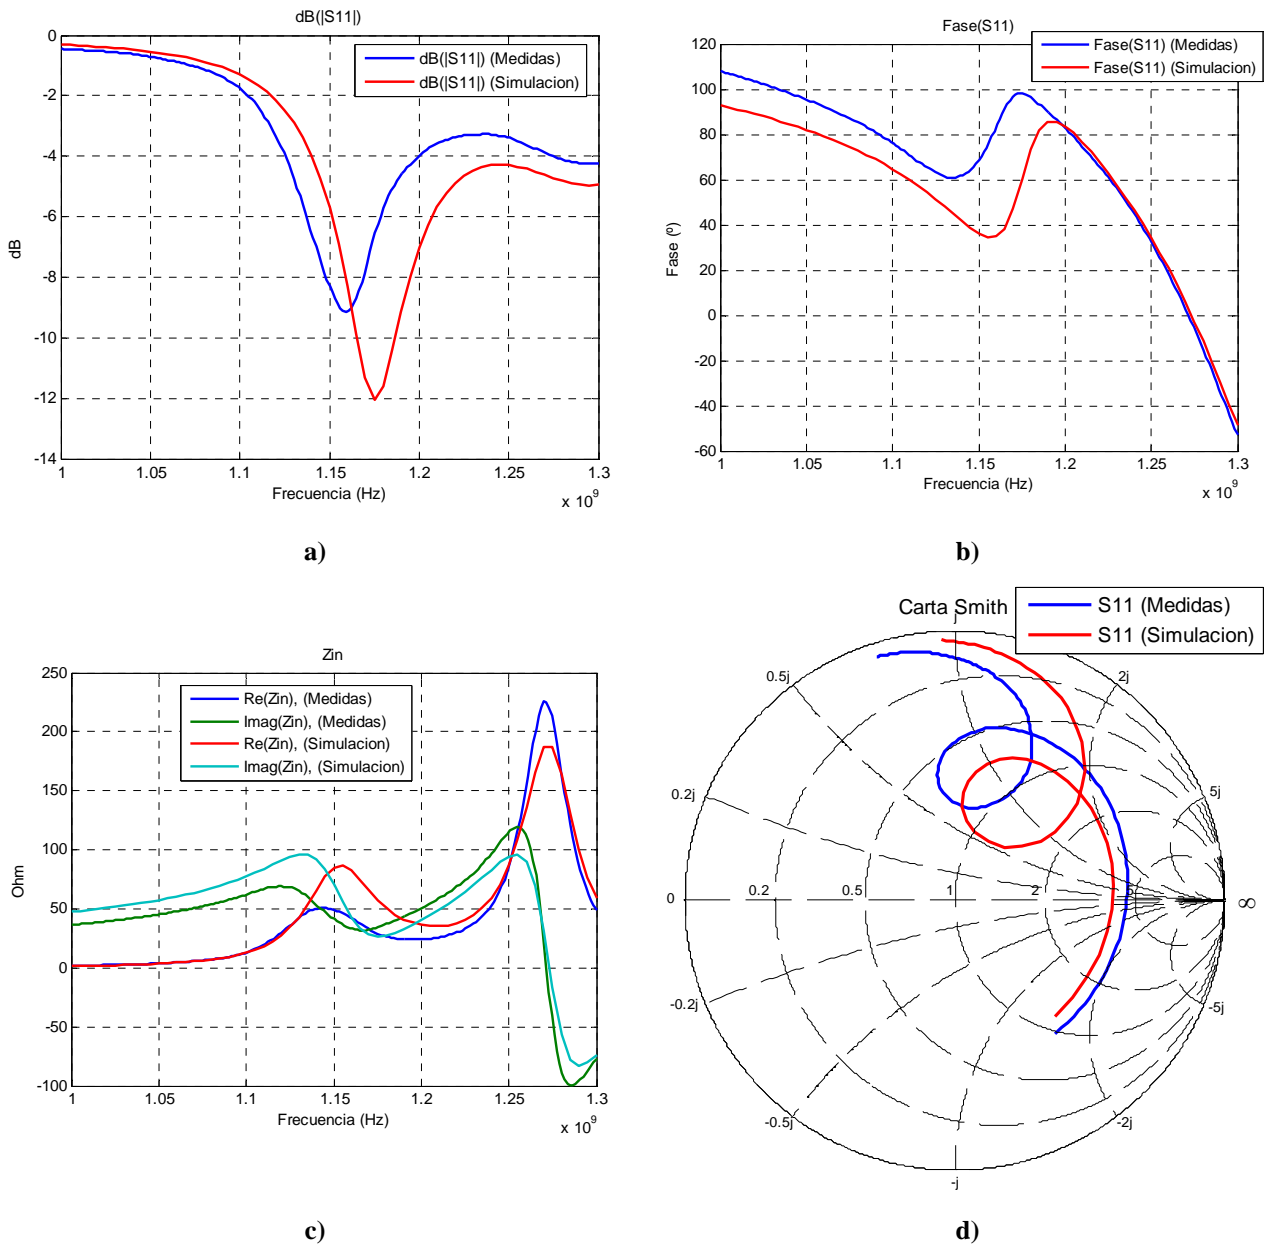 dB(|S11|)
dB(|S11|) (Medidas)
dB(|S11|) (Simulacion)
0
-2
-4
-6
-8
-10
-12
-14
dB
1
1.05
1.1
1.15
1.2
1.25
1.3
Frecuencia (Hz)
x 10^9
a)
Fase(S11)
Fase(S11) (Medidas)
Fase(S11) (Simulacion)
120
100
80
60
40
20
0
-20
-40
-60
Fase (º)
1
1.05
1.1
1.15
1.2
1.25
1.3
Frecuencia (Hz)
x 10^9
b)
Zin
Re(Zin), (Medidas)
Imag(Zin), (Medidas)
Re(Zin), (Simulacion)
Imag(Zin), (Simulacion)
250
200
150
100
50
0
-50
-100
Ohm
1
1.05
1.1
1.15
1.2
1.25
1.3
Frecuencia (Hz)
x 10^9
c)
Carta Smith
S11 (Medidas)
S11 (Simulacion)
j
0.5j
2j
0.2j
5j
0
0.2
0.5
1
2
∞
-0.2j
-5j
-0.5j
-2j
-j
d)